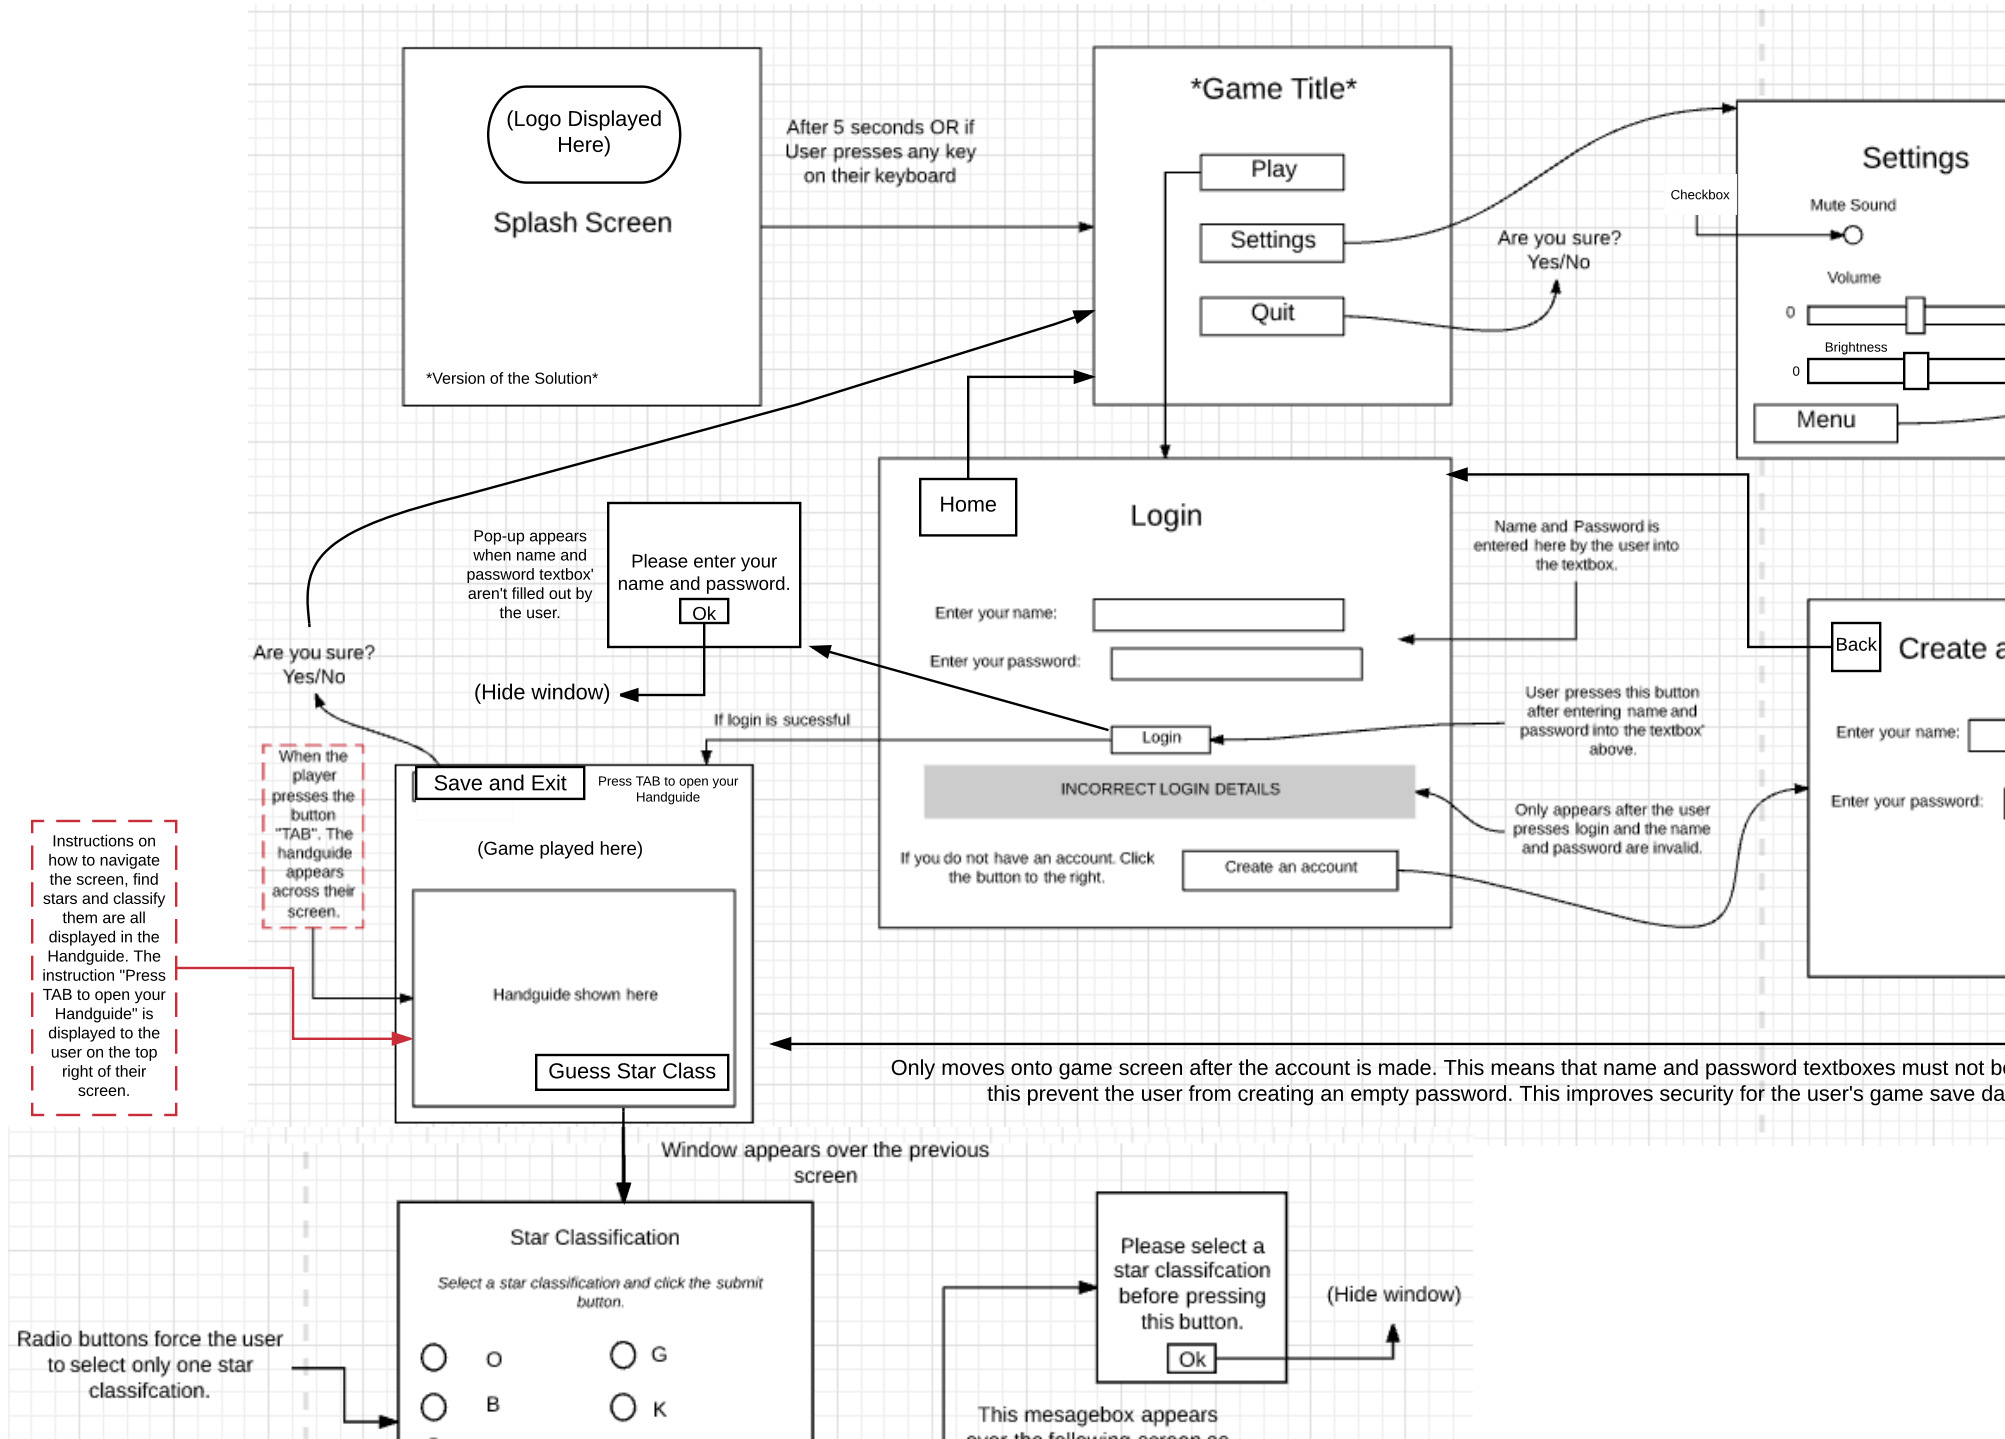 (Logo Displayed
Here)
Splash Screen
*Version of the Solution*
After 5 seconds OR if
User presses any key
on their keyboard
*Game Title*
Play
Settings
Quit
Are you sure?
Yes/No
Settings
Checkbox
Mute Sound
Volume
0
Brightness
0
Menu
Pop-up appears
when name and
password textbox'
aren't filled out by
the user.
Please enter your
name and password.
Ok
(Hide window)
Home
Login
Enter your name:
Enter your password:
Login
INCORRECT LOGIN DETAILS
If you do not have an account. Click
the button to the right.
Create an account
If login is sucessful
Name and Password is
entered here by the user into
the textbox.
User presses this button
after entering name and
password into the textbox'
above.
Only appears after the user
presses login and the name
and password are invalid.
Back
Create a
Enter your name:
Enter your password:
Are you sure?
Yes/No
When the
player
presses the
button
"TAB". The
handguide
appears
across their
screen.
Instructions on
how to navigate
the screen, find
stars and classify
them are all
displayed in the
Handguide. The
instruction "Press
TAB to open your
Handguide" is
displayed to the
user on the top
right of their
screen.
Save and Exit
Press TAB to open your
Handguide
(Game played here)
Handguide shown here
Guess Star Class
Only moves onto game screen after the account is made. This means that name and password textboxes must not be
this prevent the user from creating an empty password. This improves security for the user's game save da
Window appears over the previous
screen
Star Classification
Select a star classification and click the submit
button.
O
G
B
K
Radio buttons force the user
to select only one star
classifcation.
Please select a
star classifcation
before pressing
this button.
Ok
(Hide window)
This mesagebox appears
over the following screen so